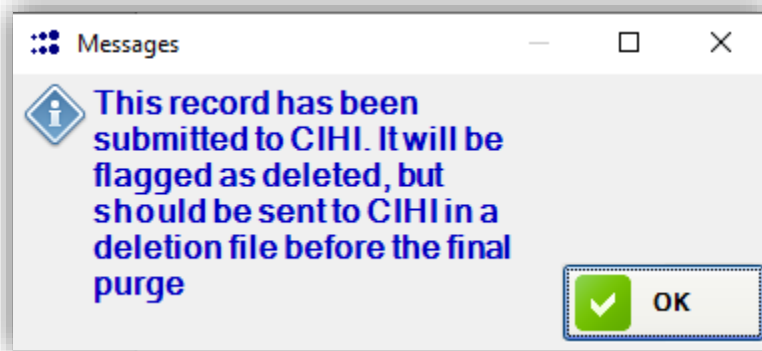 Messages
This record has been
submitted to CIHI. It will be
flagged as deleted, but
should be sent to CIHI in a
deletion file before the final
purge
OK